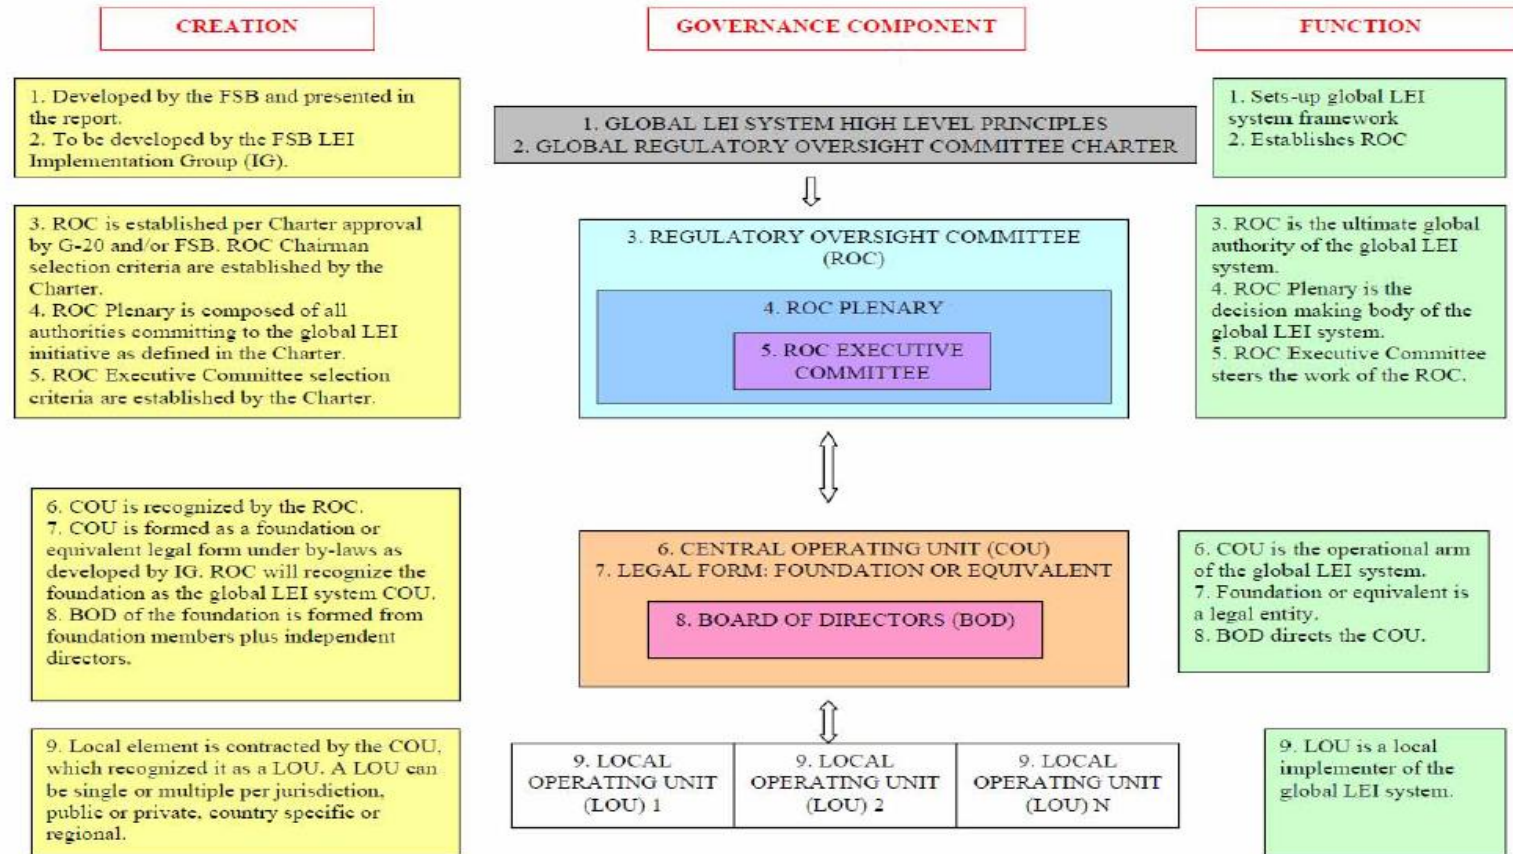 CREATION
GOVERNANCE COMPONENT
FUNCTION
1. Developed by the FSB and presented in
the report.
2. To be developed by the FSB LEI
Implementation Group (IG).
1. GLOBAL LEI SYSTEM HIGH LEVEL PRINCIPLES
2. GLOBAL REGULATORY OVERSIGHT COMMITTEE CHARTER
1. Sets-up global LEI
system framework
2. Establishes ROC
3. ROC is established per Charter approval
by G-20 and/or FSB. ROC Chairman
selection criteria are established by the
Charter.
4. ROC Plenary is composed of all
authorities committing to the global LEI
initiative as defined in the Charter.
5. ROC Executive Committee selection
criteria are established by the Charter.
3. REGULATORY OVERSIGHT COMMITTEE
(ROC)
4. ROC PLENARY
5. ROC EXECUTIVE
COMMITTEE
3. ROC is the ultimate global
authority of the global LEI
system.
4. ROC Plenary is the
decision making body of the
global LEI system.
5. ROC Executive Committee
steers the work of the ROC.
6. COU is recognized by the ROC.
7. COU is formed as a foundation or
equivalent legal form under by-laws as
developed by IG. ROC will recognize the
foundation as the global LEI system COU.
8. BOD of the foundation is formed from
foundation members plus independent
directors.
6. CENTRAL OPERATING UNIT (COU)
7. LEGAL FORM: FOUNDATION OR EQUIVALENT
8. BOARD OF DIRECTORS (BOD)
6. COU is the operational arm
of the global LEI system.
7. Foundation or equivalent is
a legal entity.
8. BOD directs the COU.
9. Local element is contracted by the COU,
which recognized it as a LOU. A LOU can
be single or multiple per jurisdiction,
public or private, country specific or
regional.
9. LOCAL
OPERATING UNIT
(LOU) 1
9. LOCAL
OPERATING UNIT
(LOU) 2
9. LOCAL
OPERATING UNIT
(LOU) N
9. LOU is a local
implementer of the
global LEI system.